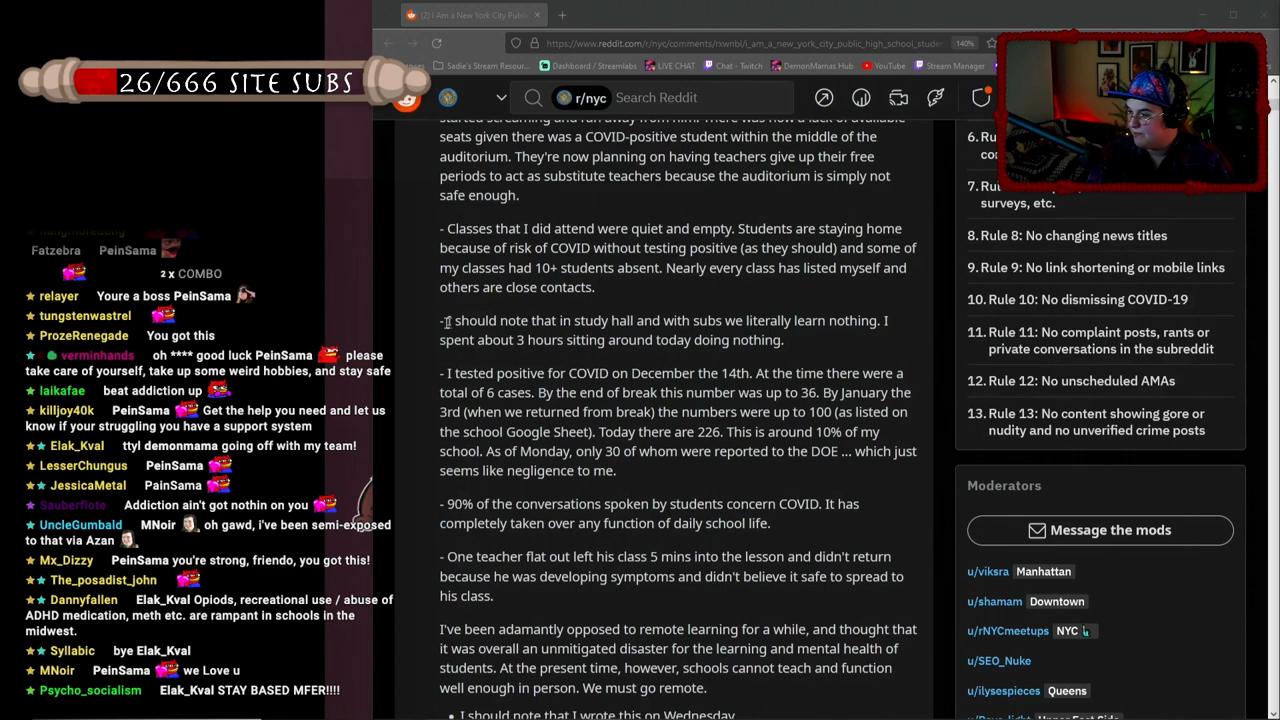 (2) I Am a New York City Publi
26/666 SITE SUBS
https://www.reddit.com/r/nyc/comments/rxwnbl/i_am_a_new_york_city_public_high_school_stude
140%
Sadie's Stream Resour...
Dashboard / Streamlabs
LIVE CHAT
Chat - Twitch
DemonMamas Hub
YouTube
Stream Manager
r/nyc Search Reddit
started screaming and ran away from him. There was now a lack of available
seats given there was a COVID-positive student within the middle of the
auditorium. They're now planning on having teachers give up their free
periods to act as substitute teachers because the auditorium is simply not
safe enough.
- Classes that I did attend were quiet and empty. Students are staying home
because of risk of COVID without testing positive (as they should) and some of
my classes had 10+ students absent. Nearly every class has listed myself and
others are close contacts.
- I should note that in study hall and with subs we literally learn nothing. I
spent about 3 hours sitting around today doing nothing.
- I tested positive for COVID on December the 14th. At the time there were a
total of 6 cases. By the end of break this number was up to 36. By January the
3rd (when we returned from break) the numbers were up to 100 (as listed on
the school Google Sheet). Today there are 226. This is around 10% of my
school. As of Monday, only 30 of whom were reported to the DOE ... which just
seems like negligence to me.
- 90% of the conversations spoken by students concern COVID. It has
completely taken over any function of daily school life.
- One teacher flat out left his class 5 mins into the lesson and didn't return
because he was developing symptoms and didn't believe it safe to spread to
his class.
I've been adamantly opposed to remote learning for a while, and thought that
it was overall an unmitigated disaster for the learning and mental health of
students. At the present time, however, schools cannot teach and function
well enough in person. We must go remote.
• I should note that I wrote this on Wednesday
Fatzebra PeinSama
2 x COMBO
relayer Youre a boss PeinSama
tungstenwastrel
ProzeRenegade You got this
verminhands oh **** good luck PeinSama please
take care of yourself, take up some weird hobbies, and stay safe
laikafae beat addiction up
killjoy40k PeinSama Get the help you need and let us
know if your struggling you have a support system
Elak_Kval ttyl demonmama going off with my team!
LesserChungus PeinSama
JessicaMetal PainSama
Sauberflote Addiction ain't got nothin on you
UncleGumbald MNoir oh gawd, i've been semi-exposed
to that via Azan
Mx_Dizzy PeinSama you're strong, friendo, you got this!
The_posadist_john
Dannyfallen Elak_Kval Opiods, recreational use / abuse of
ADHD medication, meth etc. are rampant in schools in the
midwest.
Syllabic bye Elak_Kval
MNoir PeinSama we Love u
Psycho_socialism Elak_Kval STAY BASED MFER!!!!
6.
7.
surveys, etc.
8. Rule 8: No changing news titles
9. Rule 9: No link shortening or mobile links
10. Rule 10: No dismissing COVID-19
11. Rule 11: No complaint posts, rants or
private conversations in the subreddit
12. Rule 12: No unscheduled AMAs
13. Rule 13: No content showing gore or
nudity and no unverified crime posts
Moderators
Message the mods
u/viksra Manhattan
u/shamam Downtown
u/rNYCmeetups NYC
u/SEO_Nuke
u/ilysespieces Queens